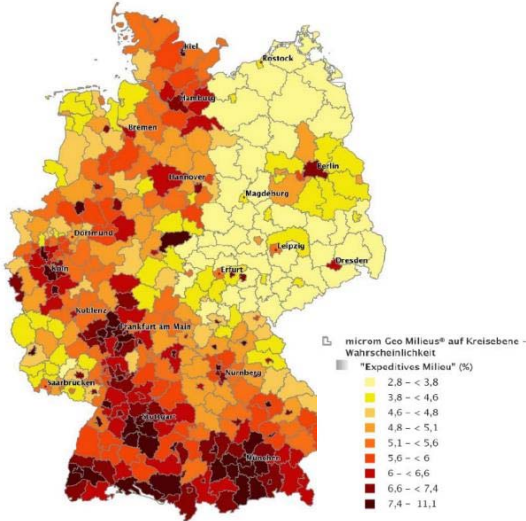 Kiel
Rostock
Hamburg
Bremen
Berlin
Hannover
Magdeburg
Dortmund
Leipzig
Köln
Erfurt
Dresden
Koblenz
Frankfurt am Main
Nürnberg
Saarbrücken
Stuttgart
München
microm Geo Milieus® auf Kreisebene -
Wahrscheinlichkeit
"Expeditives Milieu" (%)
2,8 - < 3,8
3,8 - < 4,6
4,6 - < 4,8
4,8 - < 5,1
5,1 - < 5,6
5,6 - < 6
6 - < 6,6
6,6 - < 7,4
7,4 - 11,1